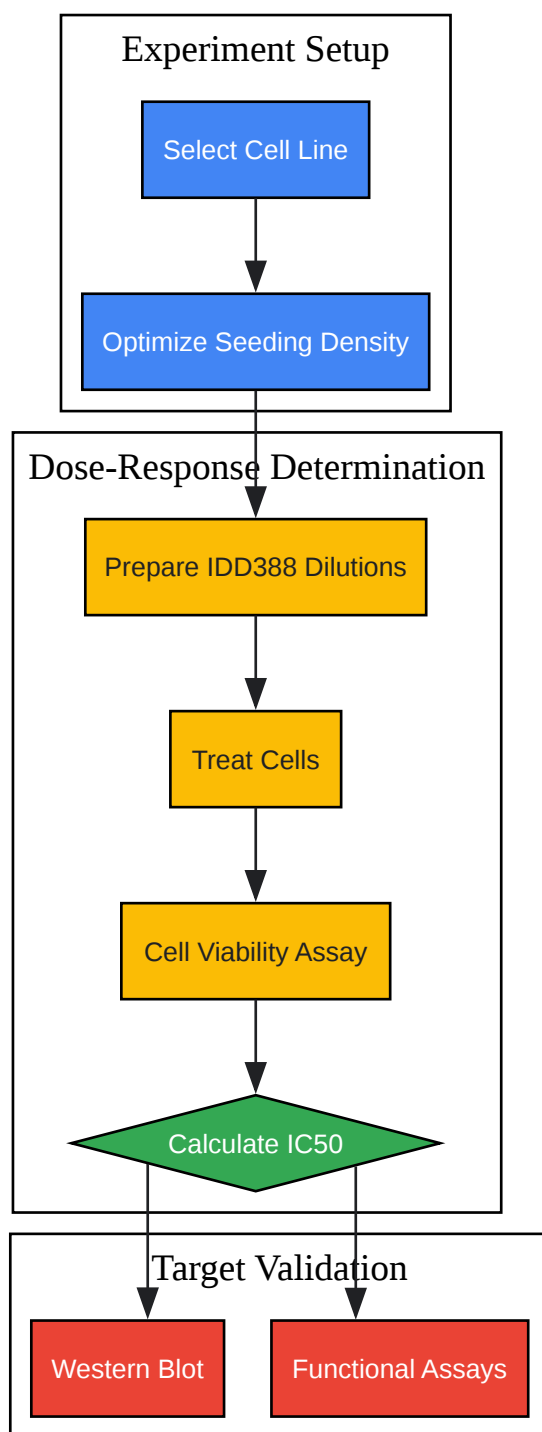 Experiment Setup
Select Cell Line
Optimize Seeding Density
Dose-Response Determination
Prepare IDD388 Dilutions
Treat Cells
Cell Viability Assay
Calculate IC50
Target Validation
Western Blot
Functional Assays